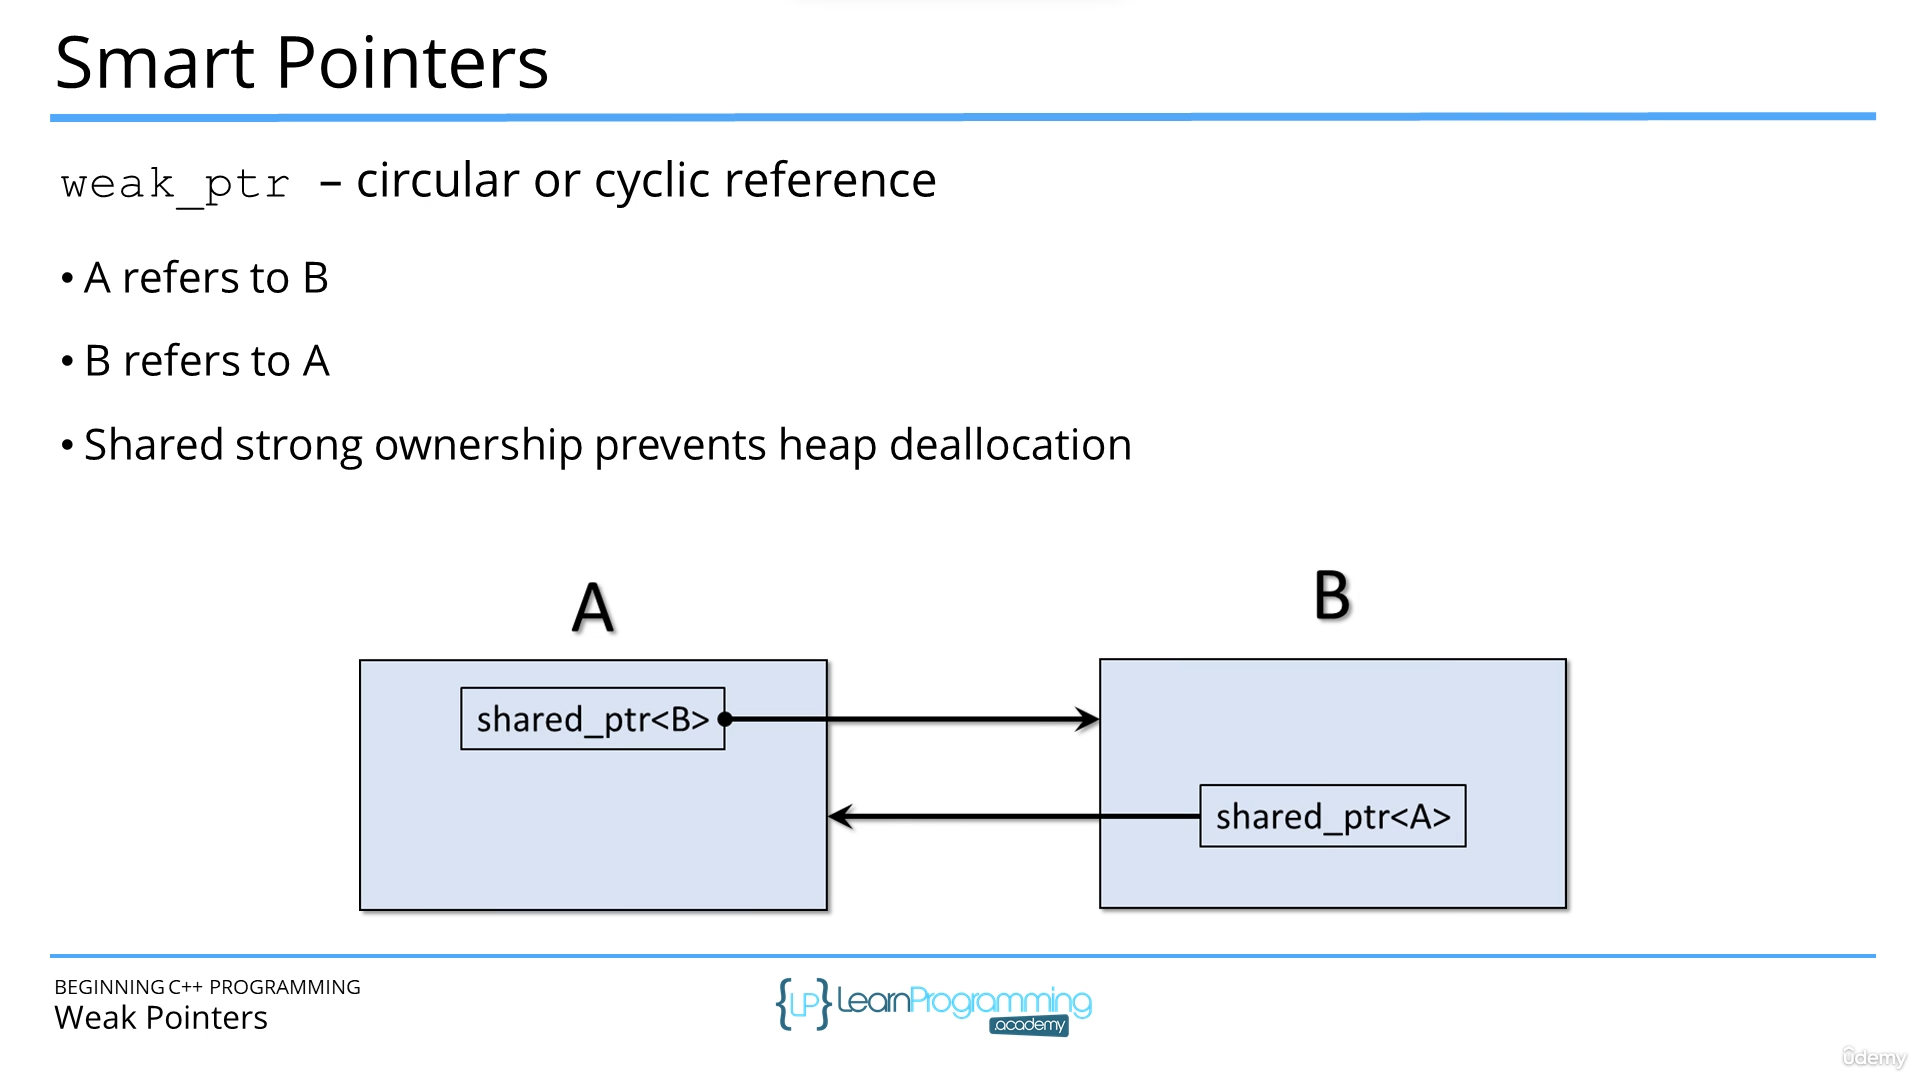 Smart Pointers
weak_ptr – circular or cyclic reference
• A refers to B
• B refers to A
• Shared strong ownership prevents heap deallocation
A
B
shared_ptr<B>
shared_ptr<A>
BEGINNING C++ PROGRAMMING
Weak Pointers
{LP} LearnProgramming
.academy
ûdemy